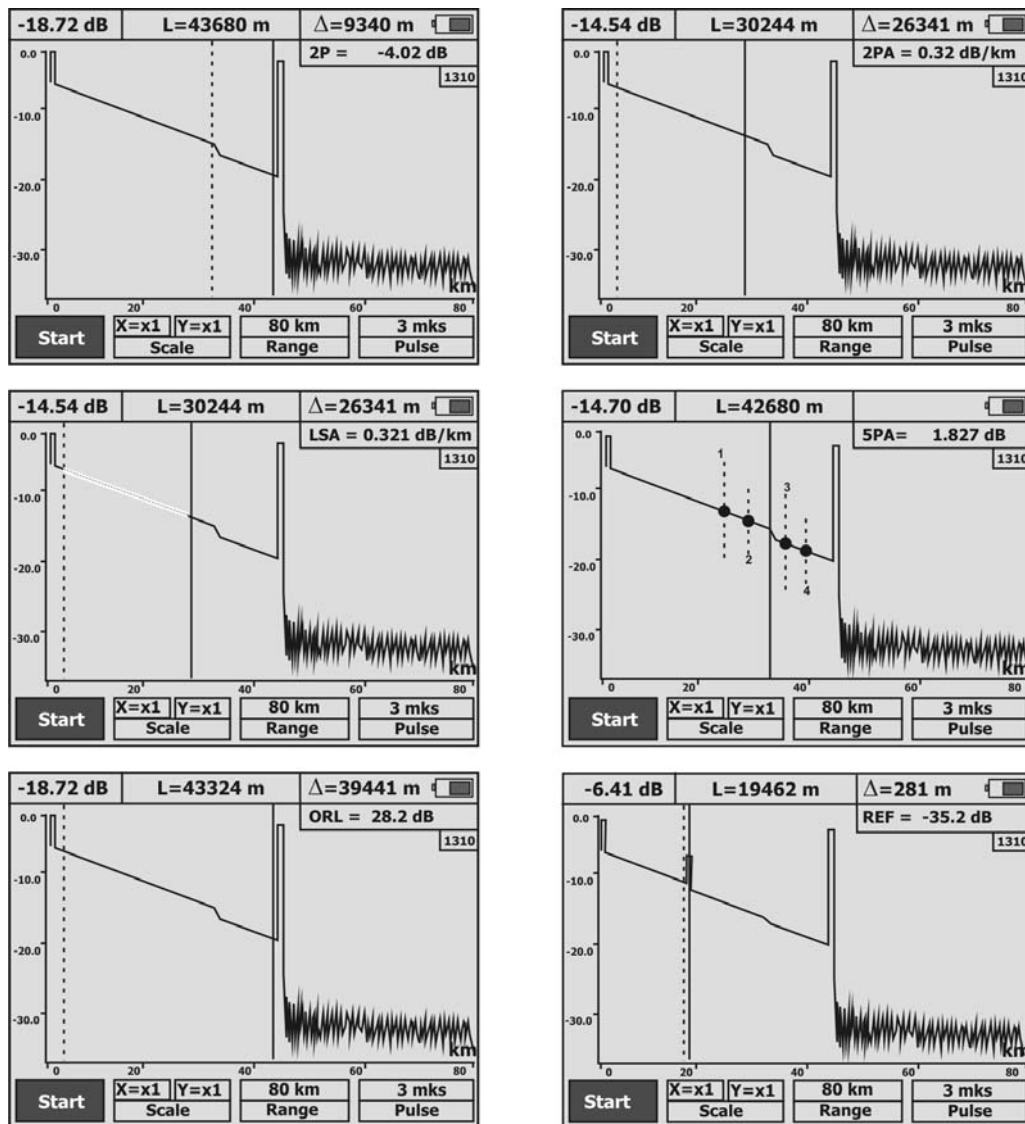 -18.72 dB L=43680 m Δ=9340 m
2P = -4.02 dB
1310
0.0
-10.0
-20.0
-30.0
km
0 20 40 60 80
Start X=x1 Y=x1 80 km 3 mks
Scale Range Pulse
-14.54 dB L=30244 m Δ=26341 m
2PA = 0.32 dB/km
1310
0.0
-10.0
-20.0
-30.0
km
0 20 40 60 80
Start X=x1 Y=x1 80 km 3 mks
Scale Range Pulse
-14.54 dB L=30244 m Δ=26341 m
LSA = 0.321 dB/km
1310
0.0
-10.0
-20.0
-30.0
km
0 20 40 60 80
Start X=x1 Y=x1 80 km 3 mks
Scale Range Pulse
-14.70 dB L=42680 m
5PA= 1.827 dB
1310
0.0
1
3
-10.0
2
4
-20.0
-30.0
km
0 20 40 60 80
Start X=x1 Y=x1 80 km 3 mks
Scale Range Pulse
-18.72 dB L=43324 m Δ=39441 m
ORL = 28.2 dB
1310
0.0
-10.0
-20.0
-30.0
km
0 20 40 60 80
Start X=x1 Y=x1 80 km 3 mks
Scale Range Pulse
-6.41 dB L=19462 m Δ=281 m
REF = -35.2 dB
1310
0.0
-10.0
-20.0
-30.0
km
0 20 40 60 80
Start X=x1 Y=x1 80 km 3 mks
Scale Range Pulse